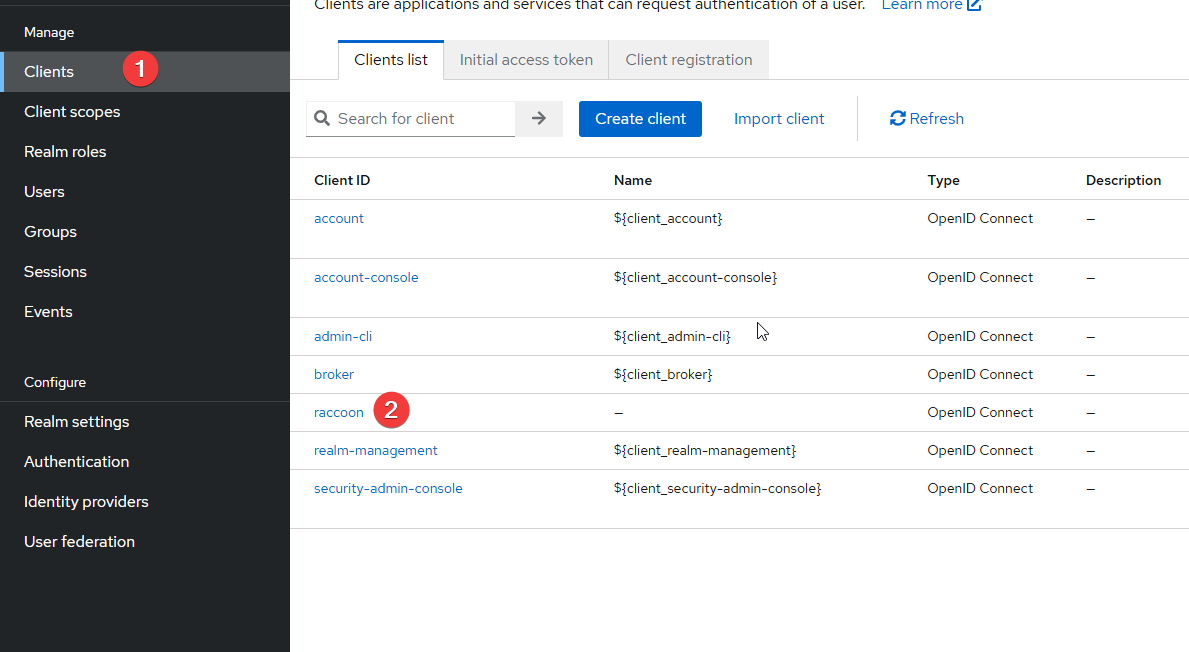 Clients are applications and services that can request authentication of a user. Learn more
Manage
Clients 1
Client scopes
Realm roles
Users
Groups
Sessions
Events
Configure
Realm settings
Authentication
Identity providers
User federation
Clients list Initial access token Client registration
Search for client Create client Import client Refresh
Client ID Name Type Description
account ${client_account} OpenID Connect –
account-console ${client_account-console} OpenID Connect –
admin-cli ${client_admin-cli} OpenID Connect –
broker ${client_broker} OpenID Connect –
raccoon 2 – OpenID Connect –
realm-management ${client_realm-management} OpenID Connect –
security-admin-console ${client_security-admin-console} OpenID Connect –